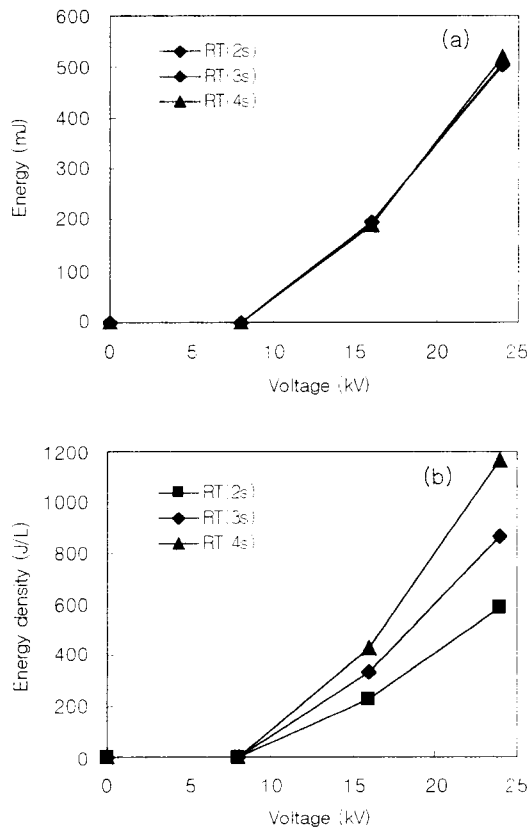 600
(a)
RT(2s)
500
RT(3s)
RT(4s)
400
Energy (mJ)
300
200
100
0
0 5 10 15 20 25
Voltage (kV)
1200
(b)
RT(2s)
1000
RT(3s)
RT(4s)
800
Energy density (J/L)
600
400
200
0
0 5 10 15 20 25
Voltage (kV)